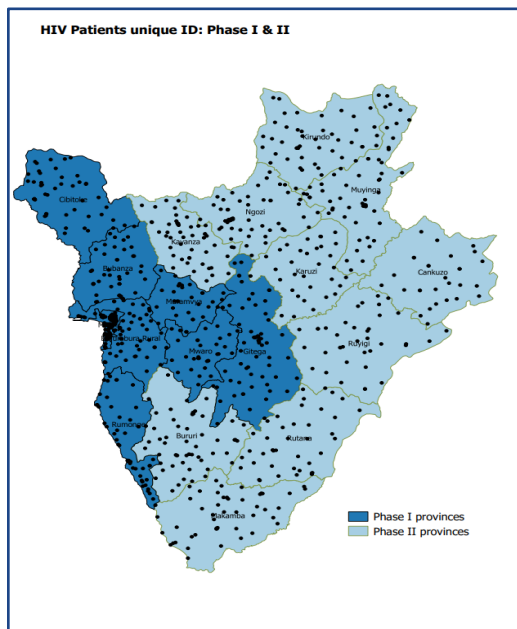 HIV Patients unique ID: Phase I & II
Kirundo
Muyinga
Ngozi
Cibitoke
Kayanza
Bubanza
Karuzi
Cankuzo
Muramvya
Bujumbura Rural
Mwaro
Gitega
Ruyigi
Rumonge
Bururi
Rutana
Makamba
Phase I provinces
Phase II provinces